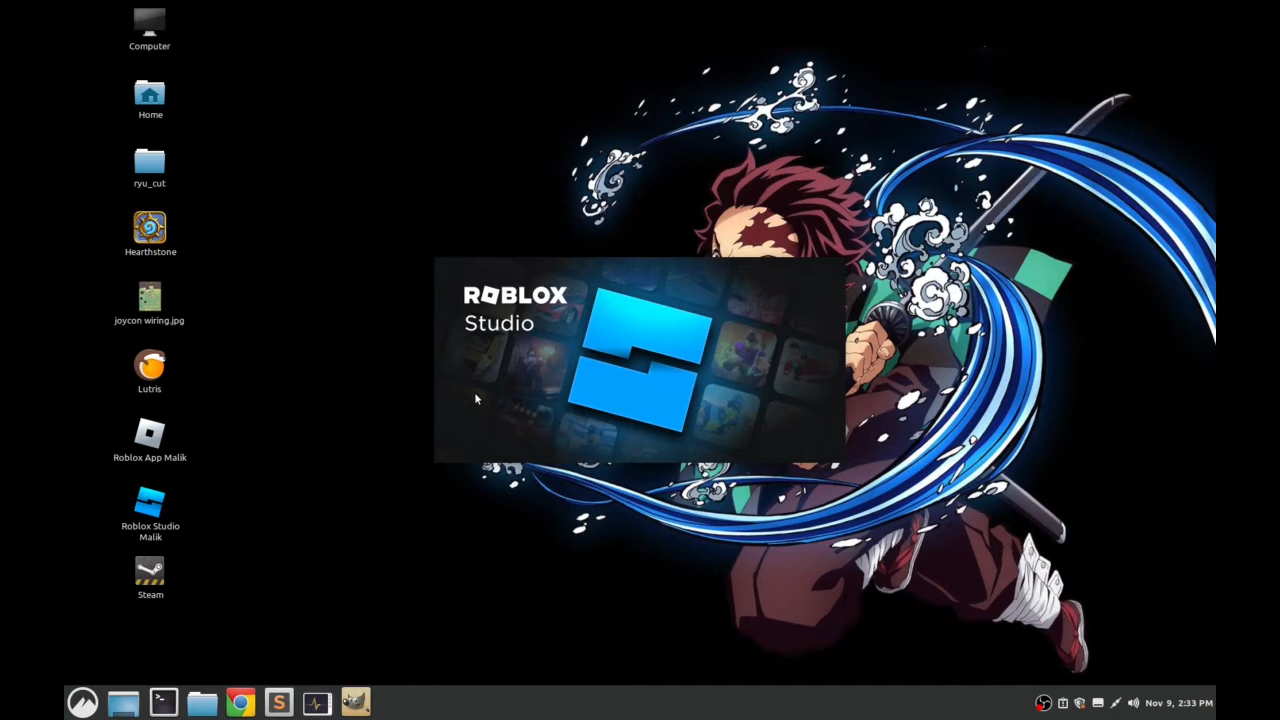 Computer
Home
ryu_cut
Hearthstone
joycon wiring.jpg
Lutris
Roblox App Malik
Roblox Studio
Malik
Steam
ROBLOX
Studio
>_
S
Nov 9, 2:33 PM